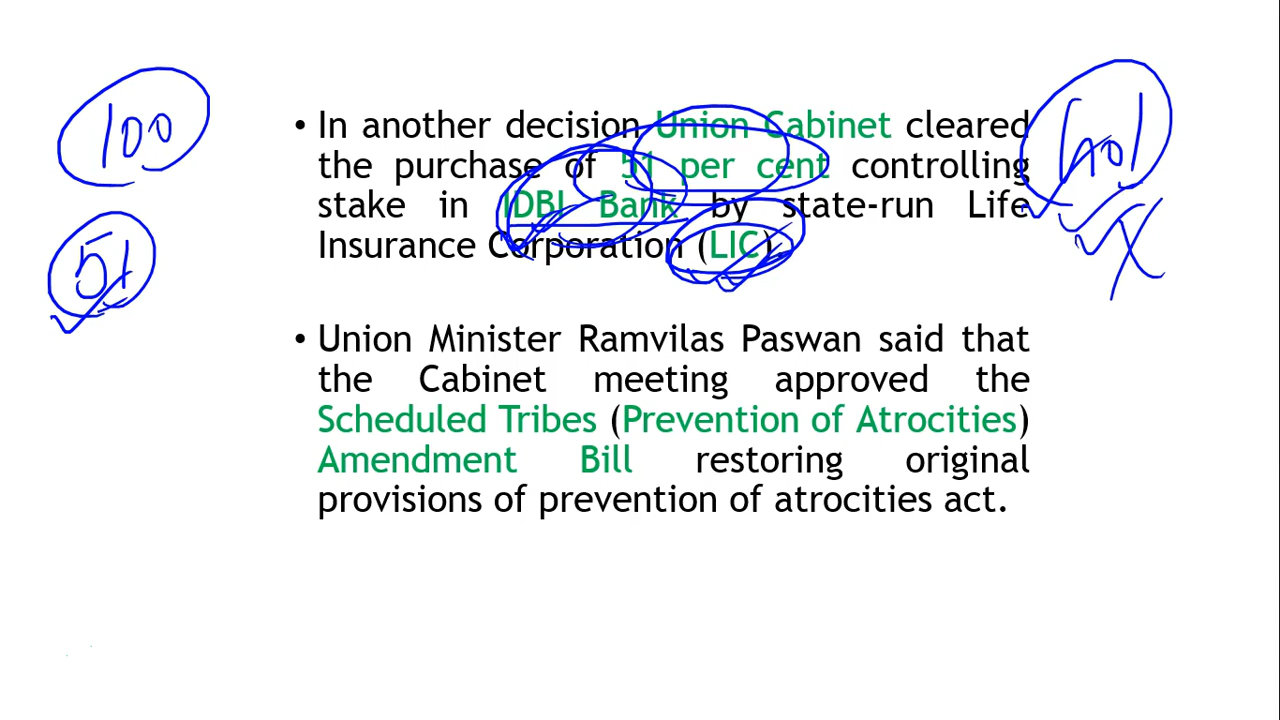 100
51
• In another decision Union Cabinet cleared
the purchase of 51 per cent controlling
stake in IDBI Bank by state-run Life
Insurance Corporation (LIC).
• Union Minister Ramvilas Paswan said that
the Cabinet meeting approved the
Scheduled Tribes (Prevention of Atrocities)
Amendment Bill restoring original
provisions of prevention of atrocities act.